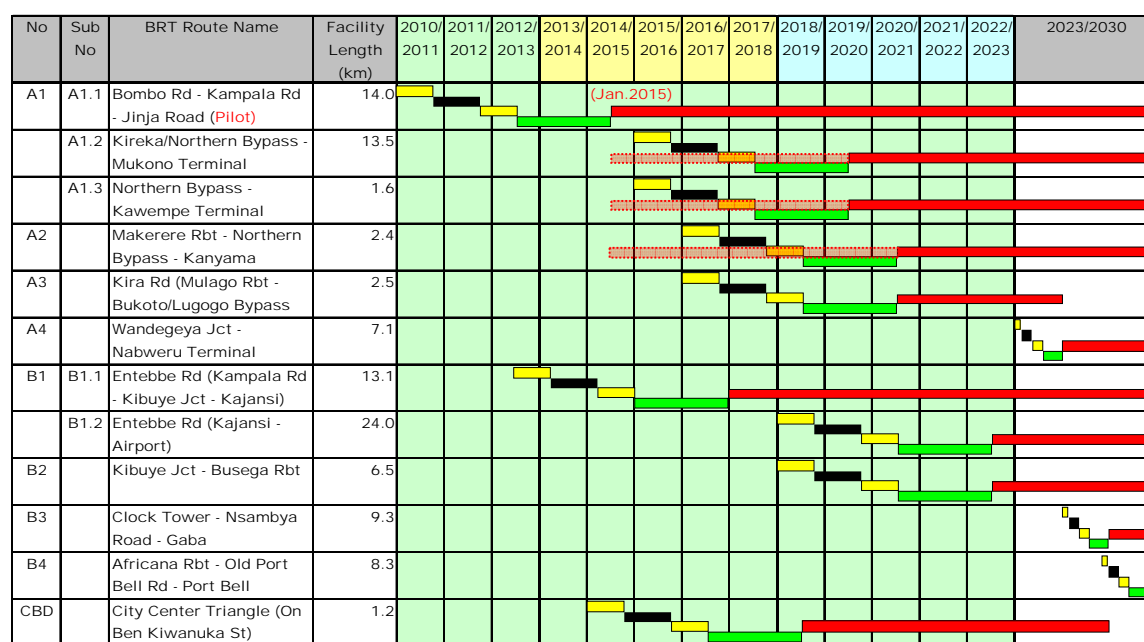 No Sub BRT Route Name Facility 2010/ 2011/ 2012/ 2013/ 2014/ 2015/ 2016/ 2017/ 2018/ 2019/ 2020/ 2021/ 2022/ 2023/2030
No Length 2011 2012 2013 2014 2015 2016 2017 2018 2019 2020 2021 2022 2023
(km)
A1 A1.1 Bombo Rd - Kampala Rd 14.0 (Jan.2015)
- Jinja Road (Pilot)
A1.2 Kireka/Northern Bypass - 13.5
Mukono Terminal
A1.3 Northern Bypass - 1.6
Kawempe Terminal
A2 Makerere Rbt - Northern 2.4
Bypass - Kanyama
A3 Kira Rd (Mulago Rbt - 2.5
Bukoto/Lugogo Bypass
A4 Wandegeya Jct - 7.1
Nabweru Terminal
B1 B1.1 Entebbe Rd (Kampala Rd 13.1
- Kibuye Jct - Kajansi)
B1.2 Entebbe Rd (Kajansi - 24.0
Airport)
B2 Kibuye Jct - Busega Rbt 6.5
B3 Clock Tower - Nsambya 9.3
Road - Gaba
B4 Africana Rbt - Old Port 8.3
Bell Rd - Port Bell
CBD City Center Triangle (On 1.2
Ben Kiwanuka St)